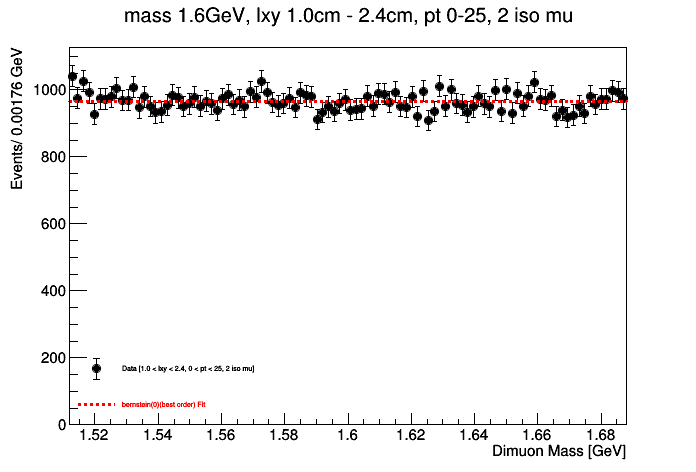 mass 1.6GeV, lxy 1.0cm - 2.4cm, pt 0-25, 2 iso mu
Events/ 0.00176 GeV
1000
800
600
400
200
0
Data [1.0 < lxy < 2.4, 0 < pt < 25, 2 iso mu]
bernstein(0)(best order) Fit
1.52 1.54 1.56 1.58 1.6 1.62 1.64 1.66 1.68
Dimuon Mass [GeV]